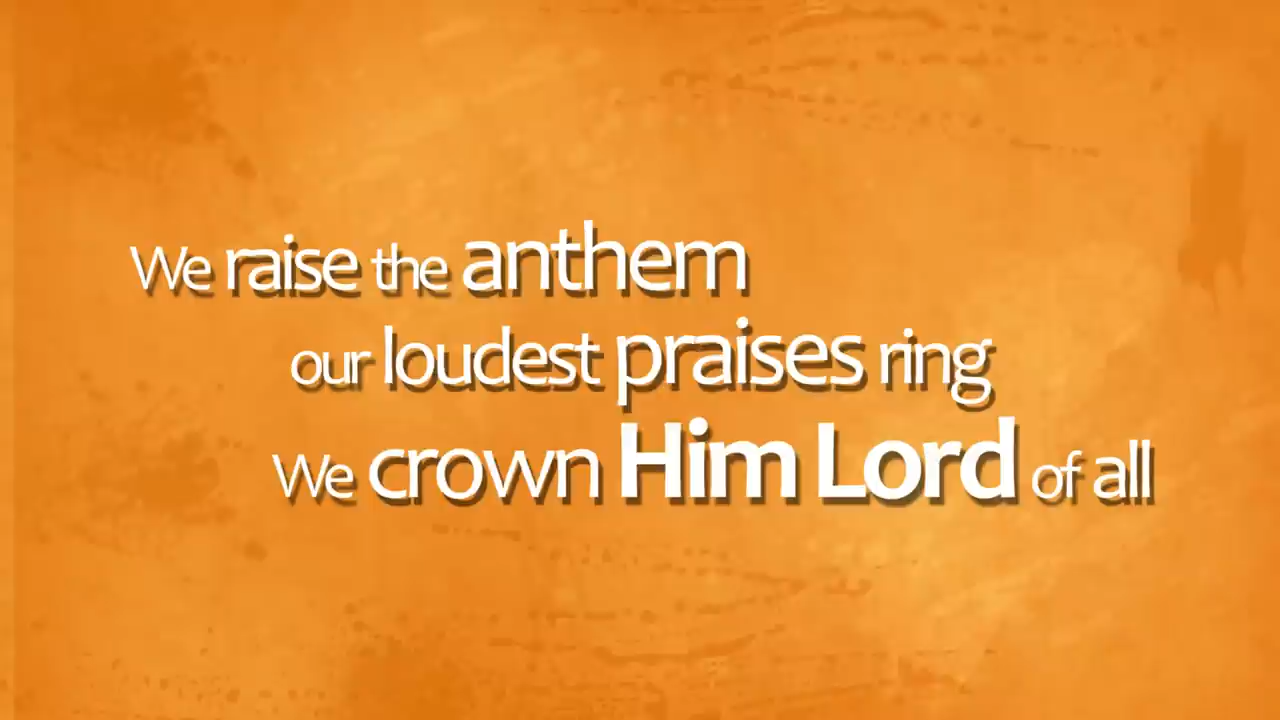 We raise the anthem
our loudest praises ring
We crown Him Lord of all